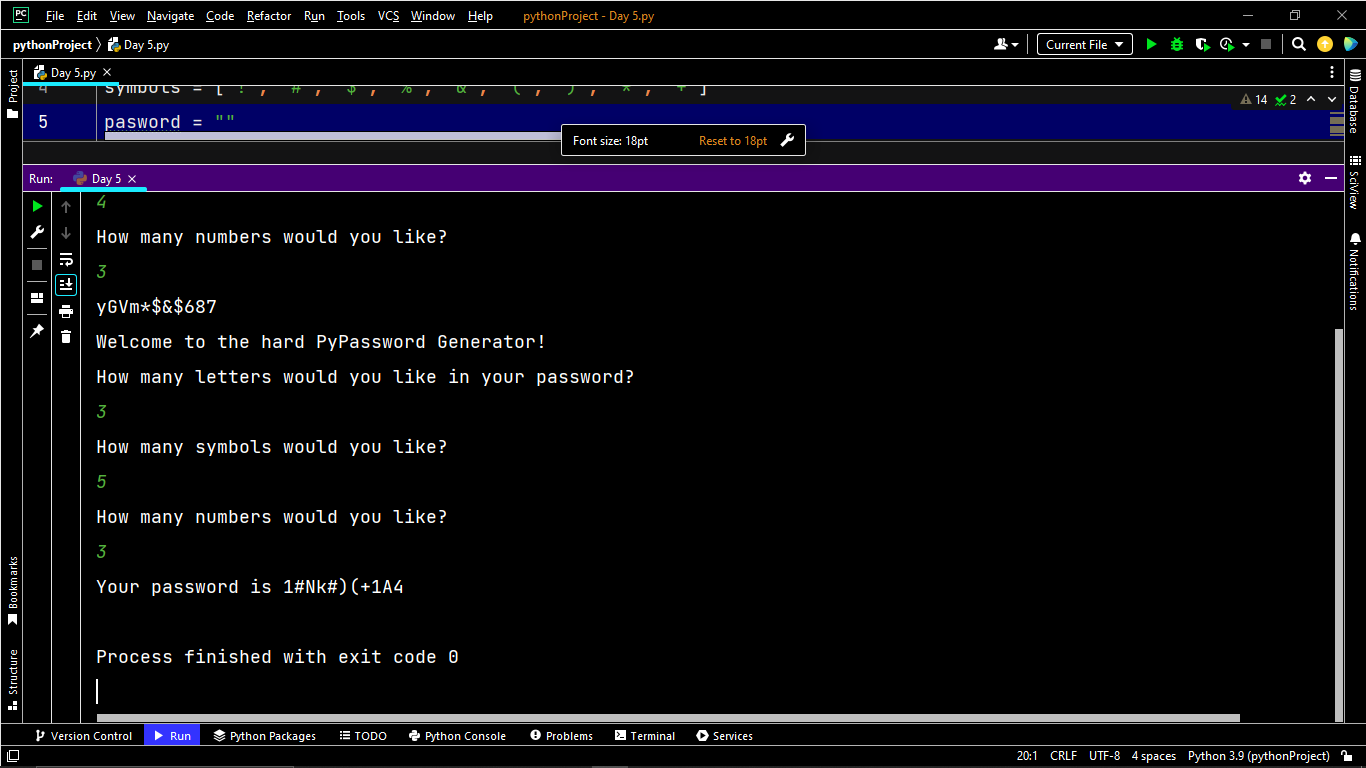 PC File Edit View Navigate Code Refactor Run Tools VCS Window Help pythonProject - Day 5.py
pythonProject Day 5.py Current File
Project
Day 5.py
4 symbols = ['!', '#', '$', '%', '&', '(', ')', '*', '+']
14 2
5 pasword = ""
Font size: 18pt Reset to 18pt
Database
SciView
Notifications
Run: Day 5
4
How many numbers would you like?
3
yGVm*$&$687
Welcome to the hard PyPassword Generator!
How many letters would you like in your password?
3
How many symbols would you like?
5
How many numbers would you like?
3
Your password is 1#Nk#)(+1A4
Process finished with exit code 0
Bookmarks
Structure
Version Control Run Python Packages TODO Python Console Problems Terminal Services
20:1 CRLF UTF-8 4 spaces Python 3.9 (pythonProject)